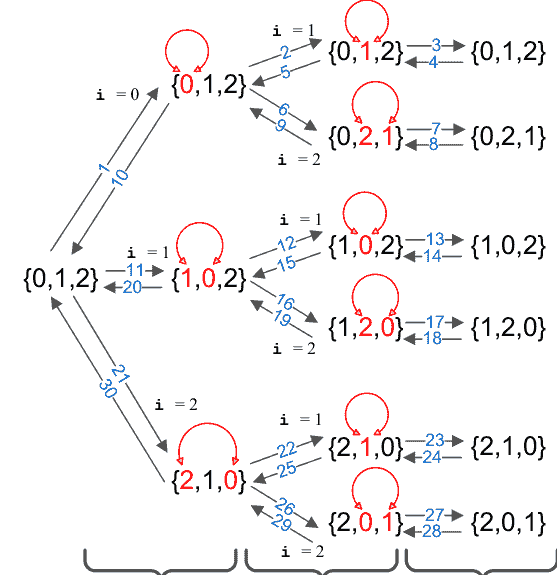 i = 1
{0,1,2} 2 5 {0,1,2} 3 4 {0,1,2}
i = 0
6 9 {0,2,1} 7 8 {0,2,1}
i = 2
1 10
i = 1
12 15 {1,0,2} 13 14 {1,0,2}
i = 1
{0,1,2} 11 20 {1,0,2}
16 19 {1,2,0} 17 18 {1,2,0}
i = 2
21 30
i = 2
i = 1
22 25 {2,1,0} 23 24 {2,1,0}
{2,1,0}
26 29 {2,0,1} 27 28 {2,0,1}
i = 2